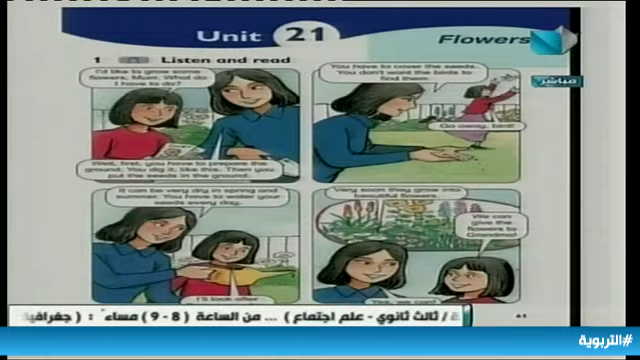 Unit 21
Flowers
مباشر
1 Listen and read
I'd like to grow some
flowers, Mum. What do
I have to do?
Well, first, you have to prepare the
ground. You dig it, like this. Then you
put the seeds in the ground.
You have to cover the seeds.
You don't want the birds to
find them.
Go away, bird!
It can be very dry in spring and
summer. You have to water your
seeds every day.
I'll look after
Very soon they grow into
beautiful flowers.
We can
give the
flowers to
Grandma!
Yes, we can!
ة / ثالث ثانوي - علم اجتماع ) ... من الساعة ( 8 - 9 ) مساءً : ( جغرافيا
#التربوية